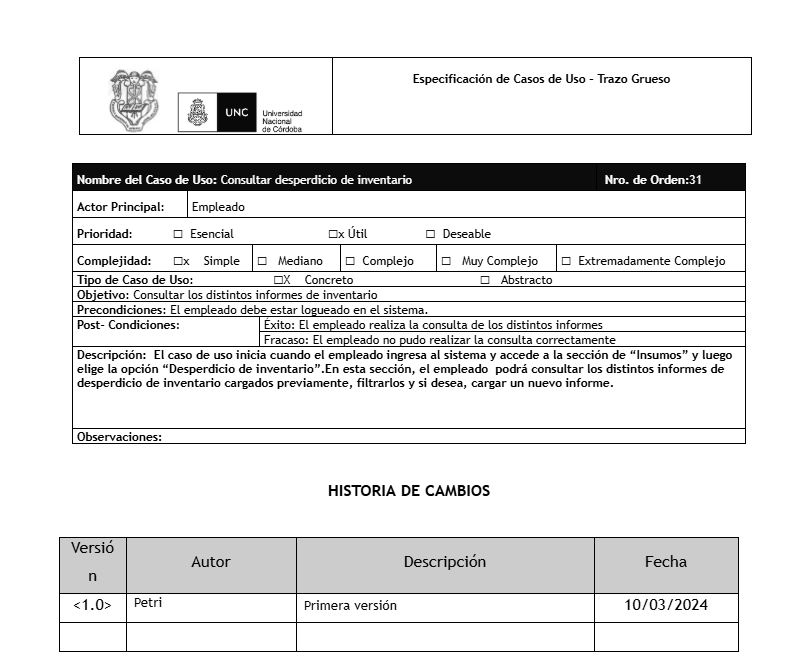 Especificación de Casos de Uso – Trazo Grueso
UNC
Universidad
Nacional
de Córdoba
Nombre del Caso de Uso: Consultar desperdicio de inventario Nro. de Orden:31
Actor Principal: Empleado
Prioridad: ☐ Esencial ☐x Útil ☐ Deseable
Complejidad: ☐x Simple ☐ Mediano ☐ Complejo ☐ Muy Complejo ☐ Extremadamente Complejo
Tipo de Caso de Uso: ☐X Concreto ☐ Abstracto
Objetivo: Consultar los distintos informes de inventario
Precondiciones: El empleado debe estar logueado en el sistema.
Post- Condiciones: Éxito: El empleado realiza la consulta de los distintos informes
Fracaso: El empleado no pudo realizar la consulta correctamente
Descripción: El caso de uso inicia cuando el empleado ingresa al sistema y accede a la sección de “Insumos” y luego
elige la opción “Desperdicio de inventario”.En esta sección, el empleado podrá consultar los distintos informes de
desperdicio de inventario cargados previamente, filtrarlos y si desea, cargar un nuevo informe.
Observaciones:
HISTORIA DE CAMBIOS
Versió
n Autor Descripción Fecha
<1.0> Petri Primera versión 10/03/2024